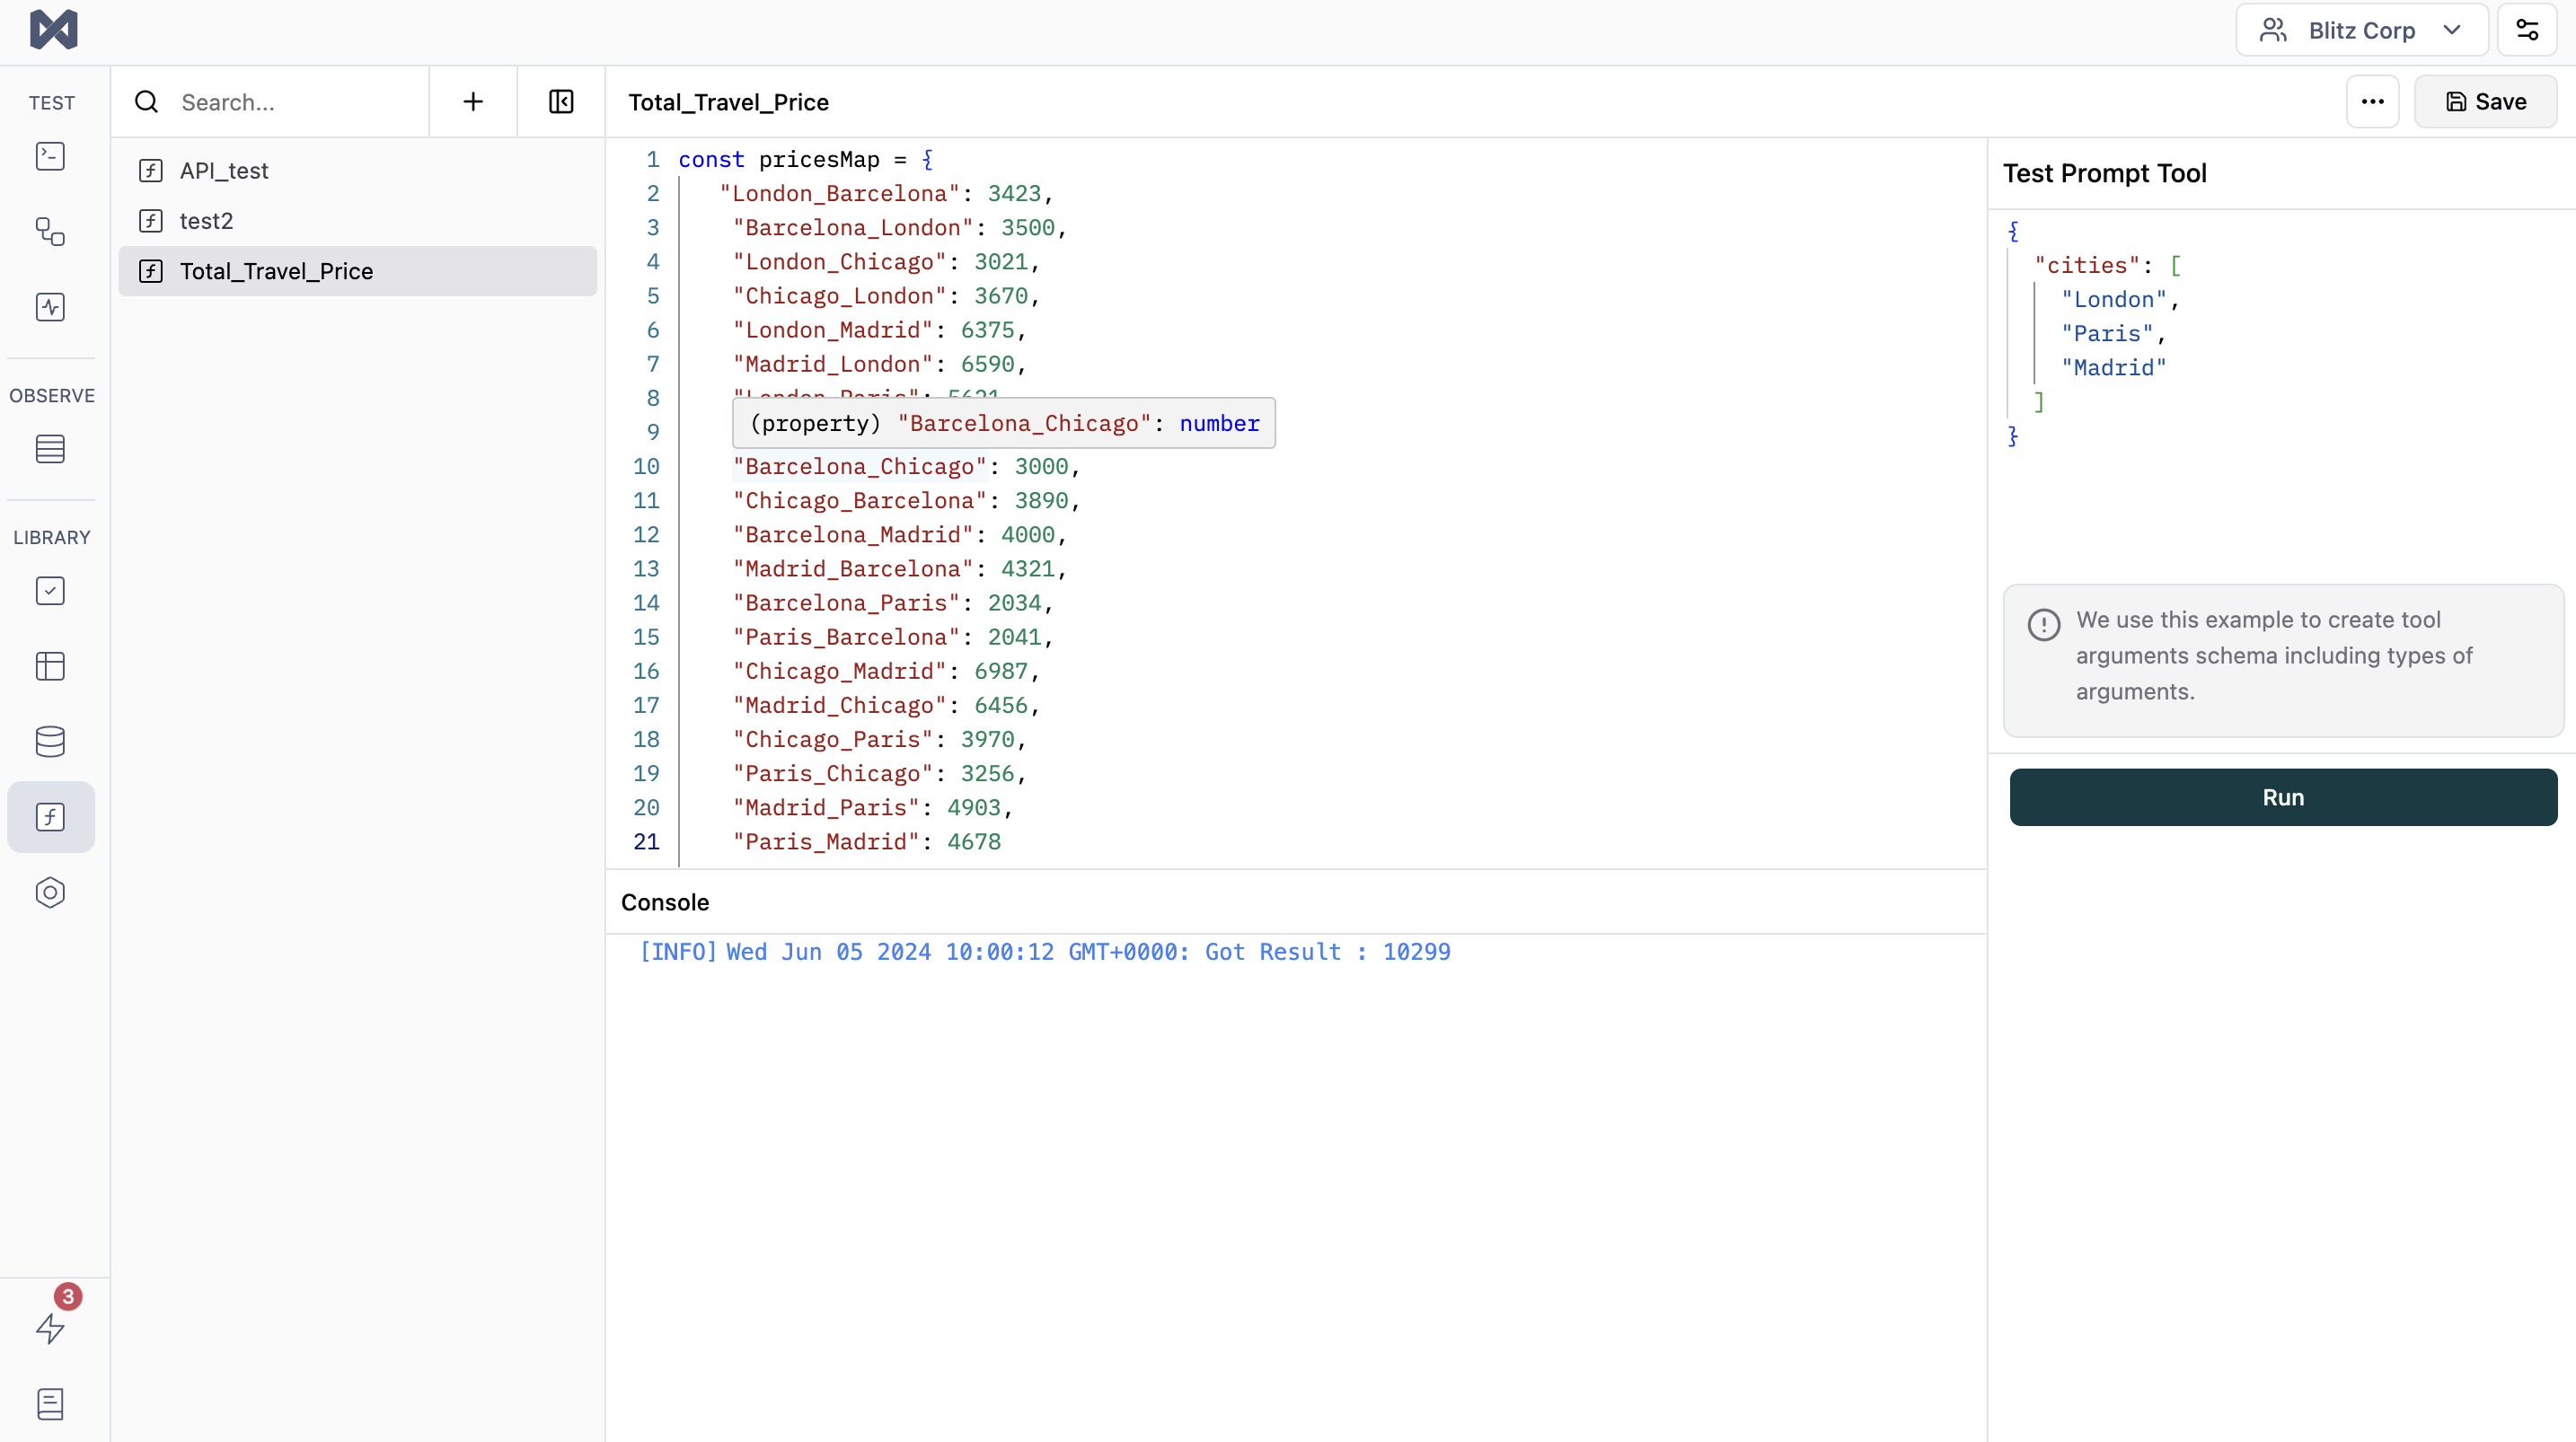 Blitz Corp
TEST
Search...
Total_Travel_Price
Save
API_test
test2
Total_Travel_Price
OBSERVE
LIBRARY
3
1 const pricesMap = {
2 "London_Barcelona": 3423,
3 "Barcelona_London": 3500,
4 "London_Chicago": 3021,
5 "Chicago_London": 3670,
6 "London_Madrid": 6375,
7 "Madrid_London": 6590,
8 "London_Paris": 5621
9
(property) "Barcelona_Chicago": number
10 "Barcelona_Chicago": 3000,
11 "Chicago_Barcelona": 3890,
12 "Barcelona_Madrid": 4000,
13 "Madrid_Barcelona": 4321,
14 "Barcelona_Paris": 2034,
15 "Paris_Barcelona": 2041,
16 "Chicago_Madrid": 6987,
17 "Madrid_Chicago": 6456,
18 "Chicago_Paris": 3970,
19 "Paris_Chicago": 3256,
20 "Madrid_Paris": 4903,
21 "Paris_Madrid": 4678
Console
[INFO] Wed Jun 05 2024 10:00:12 GMT+0000: Got Result : 10299
Test Prompt Tool
{
"cities": [
"London",
"Paris",
"Madrid"
]
}
We use this example to create tool
arguments schema including types of
arguments.
Run